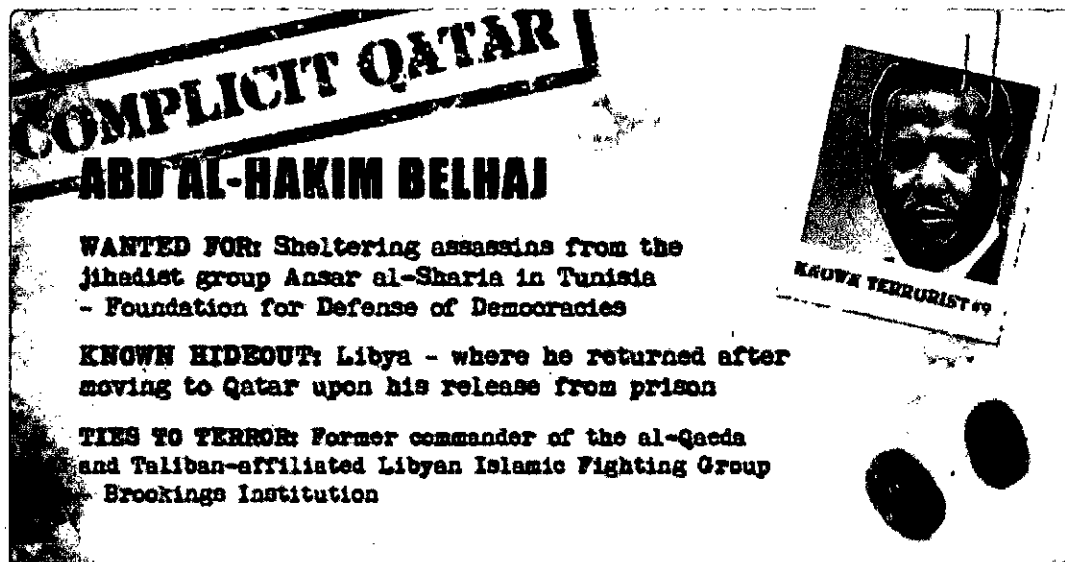 COMPLICIT QATAR
ABD AL-HAKIM BELHAJ
WANTED FOR: Sheltering assassins from the
jihadist group Ansar al-Sharia in Tunisia
- Foundation for Defense of Democracies
KNOWN TERRORIST #9
KNOWN HIDEOUT: Libya - where he returned after
moving to Qatar upon his release from prison
TIES TO TERROR: Former commander of the al-Qaeda
and Taliban-affiliated Libyan Islamic Fighting Group
- Brookings Institution